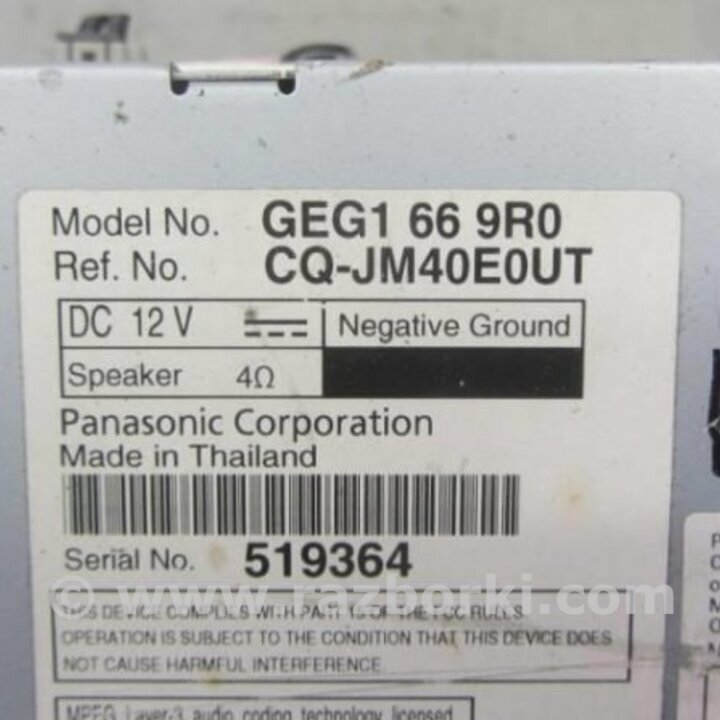 Model No. GEG1 66 9R0
Ref. No. CQ-JM40E0UT
DC 12 V Negative Ground
Speaker 4Ω
Panasonic Corporation
Made in Thailand
Serial No. 519364
© www.razborki.com
THIS DEVICE COMPLIES WITH PART 15 OF THE FCC RULES.
OPERATION IS SUBJECT TO THE CONDITION THAT THIS DEVICE DOES
NOT CAUSE HARMFUL INTERFERENCE.
MPEG Layer-3 audio coding technology licensed